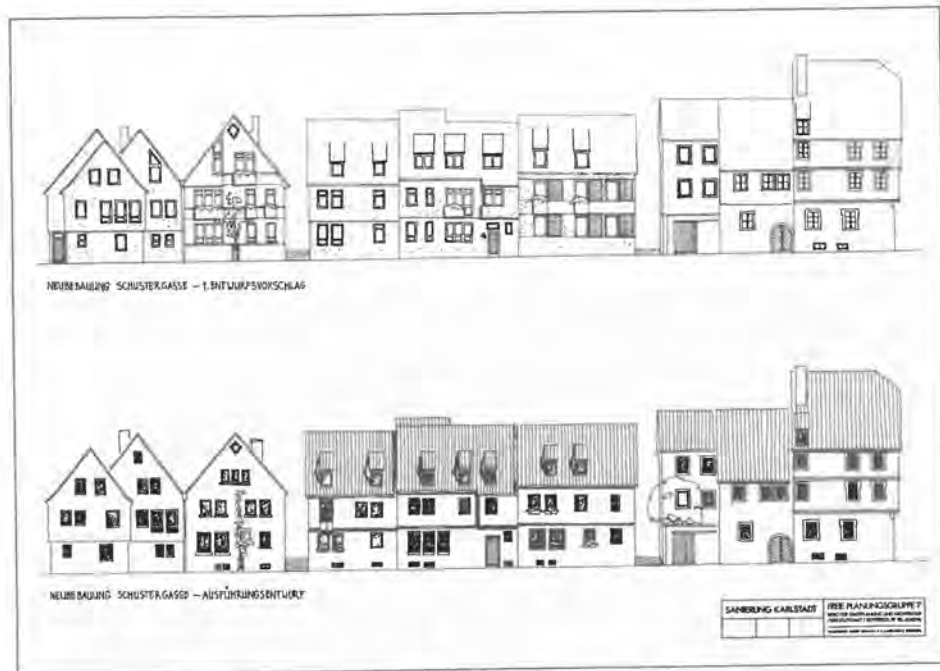 NEUBEBAUUNG SCHUSTERGASSE – 1. ENTWURFSVORSCHLAG
NEUBEBAUUNG SCHUSTERGASSE – AUSFÜHRUNGSENTWURF
SANIERUNG KARLSTADT
FREIE PLANUNGSGRUPPE 7